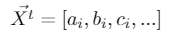 $\vec{X^t} = [a_i, b_i, c_i, ...]$